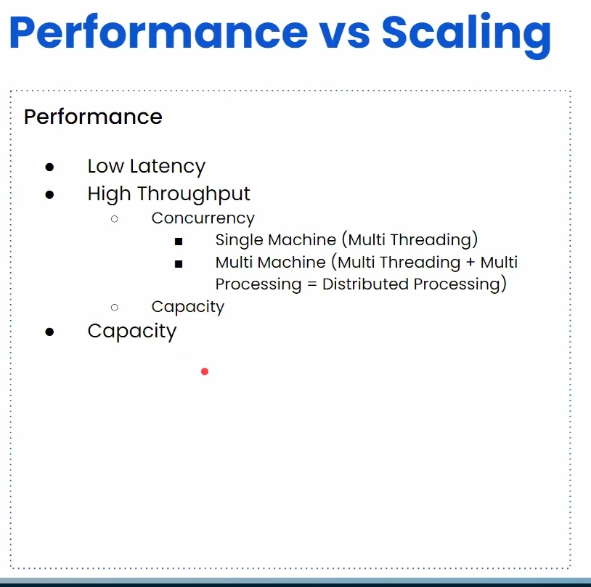 Performance vs Scaling
Performance
● Low Latency
● High Throughput
○ Concurrency
■ Single Machine (Multi Threading)
■ Multi Machine (Multi Threading + Multi
Processing = Distributed Processing)
○ Capacity
● Capacity